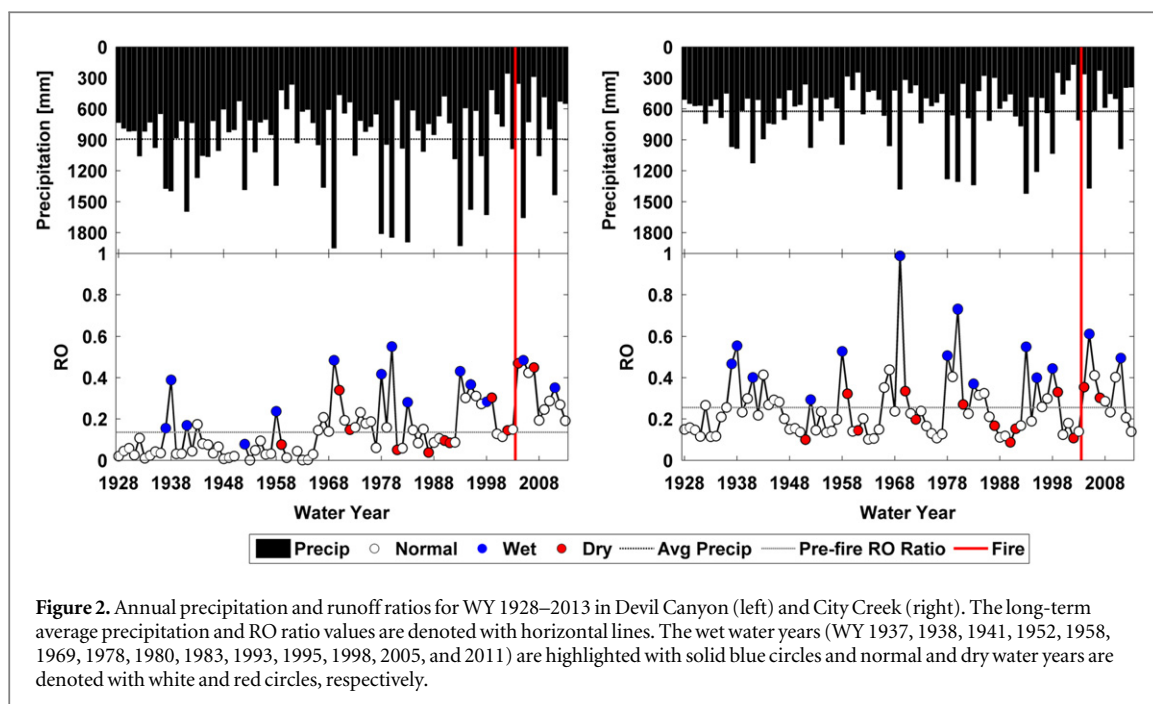 0
300
600
900
1200
1500
1800
Precipitation [mm]
1
0.8
0.6
0.4
0.2
0
RO
1928 1938 1948 1958 1968 1978 1988 1998 2008
Water Year
0
300
600
900
1200
1500
1800
Precipitation [mm]
1
0.8
0.6
0.4
0.2
0
RO
1928 1938 1948 1958 1968 1978 1988 1998 2008
Water Year
Precip Normal Wet Dry Avg Precip Pre-fire RO Ratio Fire
Figure 2. Annual precipitation and runoff ratios for WY 1928–2013 in Devil Canyon (left) and City Creek (right). The long-term
average precipitation and RO ratio values are denoted with horizontal lines. The wet water years (WY 1937, 1938, 1941, 1952, 1958,
1969, 1978, 1980, 1983, 1993, 1995, 1998, 2005, and 2011) are highlighted with solid blue circles and normal and dry water years are
denoted with white and red circles, respectively.